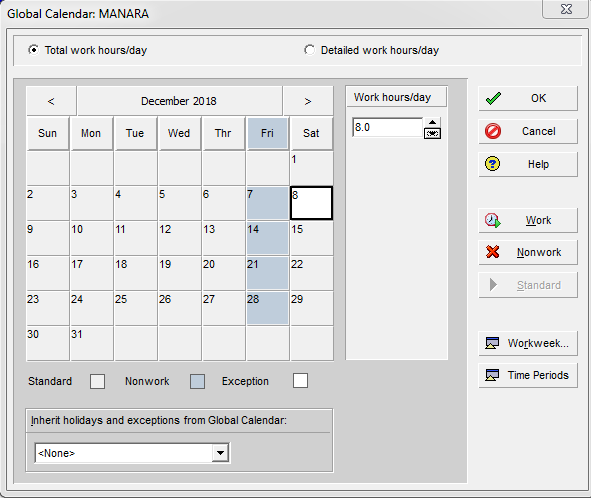 Global Calendar: MANARA
Total work hours/day
Detailed work hours/day
< December 2018 >
Sun Mon Tue Wed Thr Fri Sat
1
2 3 4 5 6 7 8
9 10 11 12 13 14 15
16 17 18 19 20 21 22
23 24 25 26 27 28 29
30 31
Standard Nonwork Exception
Inherit holidays and exceptions from Global Calendar:
<None>
Work hours/day
8.0
OK
Cancel
Help
Work
Nonwork
Standard
Workweek...
Time Periods